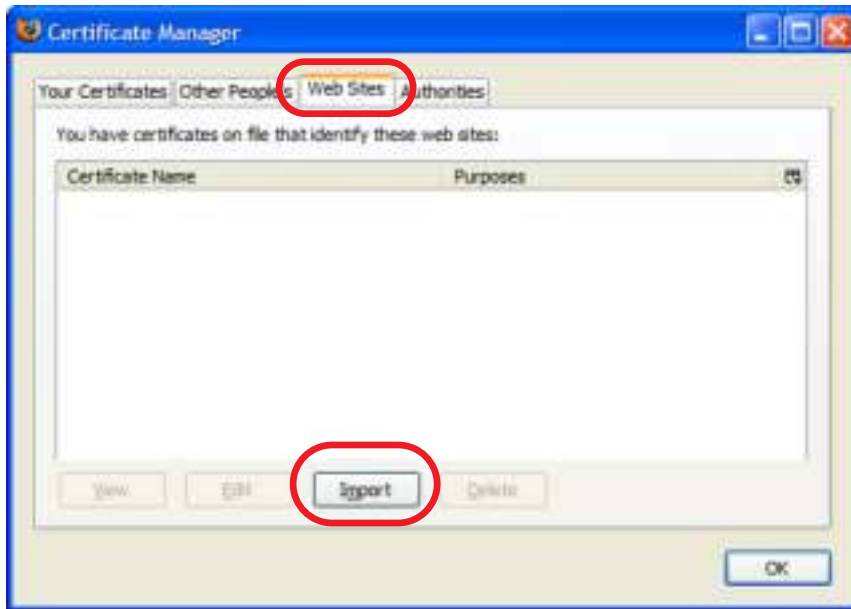 Certificate Manager
Your Certificates Other People's Web Sites Authorities
You have certificates on file that identify these web sites:
Certificate Name Purposes
View Edit Import Delete
OK